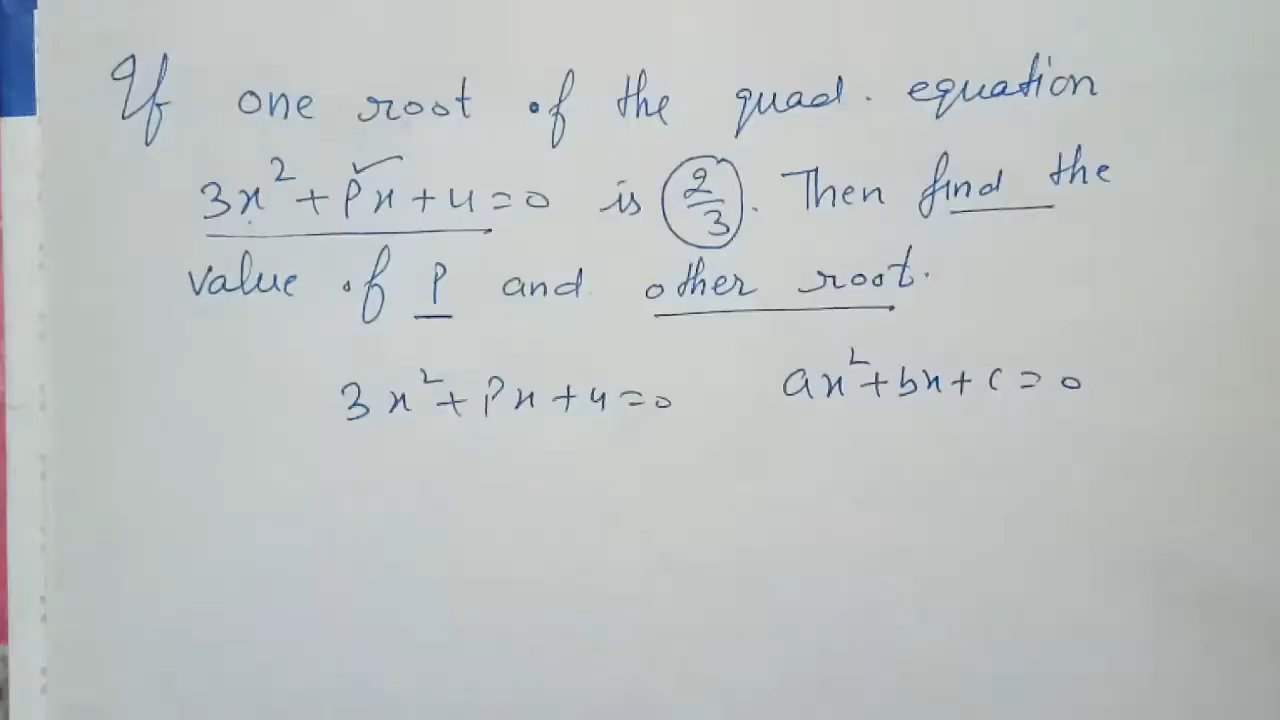 If one root of the quad. equation
3x² + Px + 4 = 0 is 2/3. Then find the
value of P and other root.
3x² + Px + 4 = 0 ax² + bx + c = 0